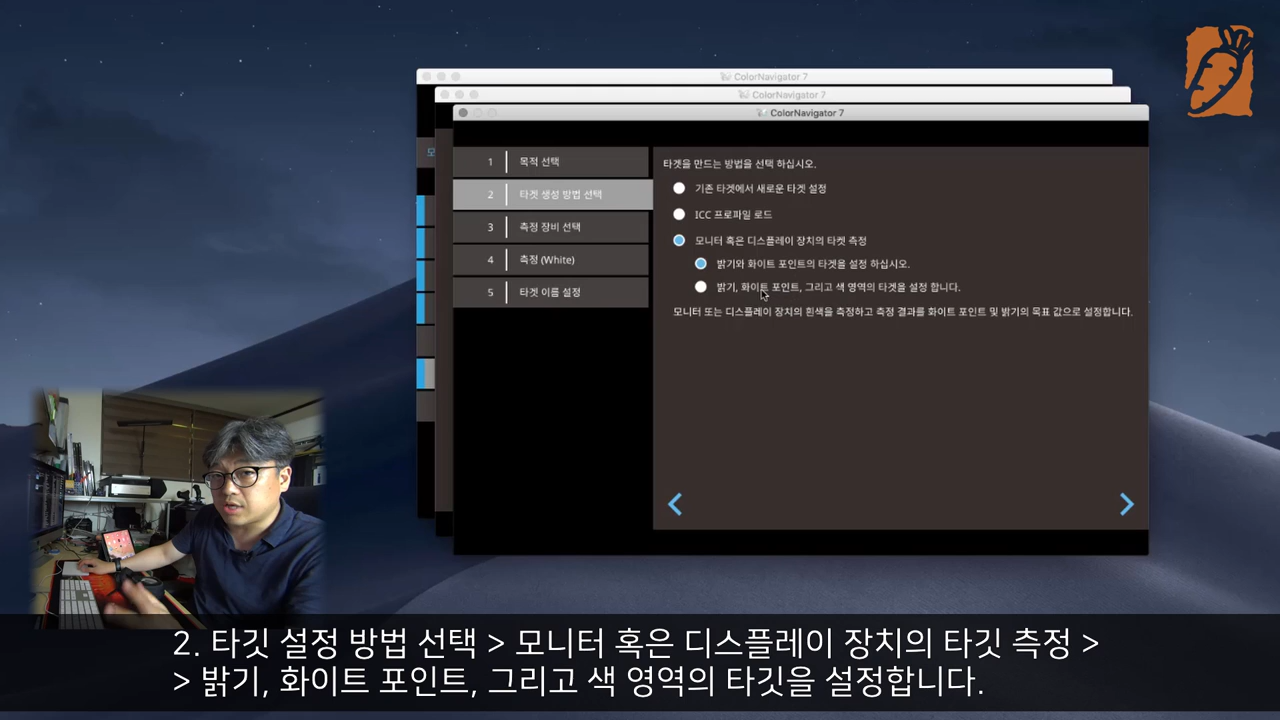 ColorNavigator 7
ColorNavigator 7
ColorNavigator 7
모
1 목적 선택
2 타겟 생성 방법 선택
3 측정 장비 선택
4 측정 (White)
5 타겟 이름 설정
타겟을 만드는 방법을 선택 하십시오.
기존 타겟에서 새로운 타겟 설정
ICC 프로파일 로드
모니터 혹은 디스플레이 장치의 타켓 측정
밝기와 화이트 포인트의 타겟을 설정 하십시오.
밝기, 화이트 포인트, 그리고 색 영역의 타겟을 설정 합니다.
모니터 또는 디스플레이 장치의 흰색을 측정하고 측정 결과를 화이트 포인트 및 밝기의 목표 값으로 설정합니다.
2. 타깃 설정 방법 선택 > 모니터 혹은 디스플레이 장치의 타깃 측정 >
> 밝기, 화이트 포인트, 그리고 색 영역의 타깃을 설정합니다.